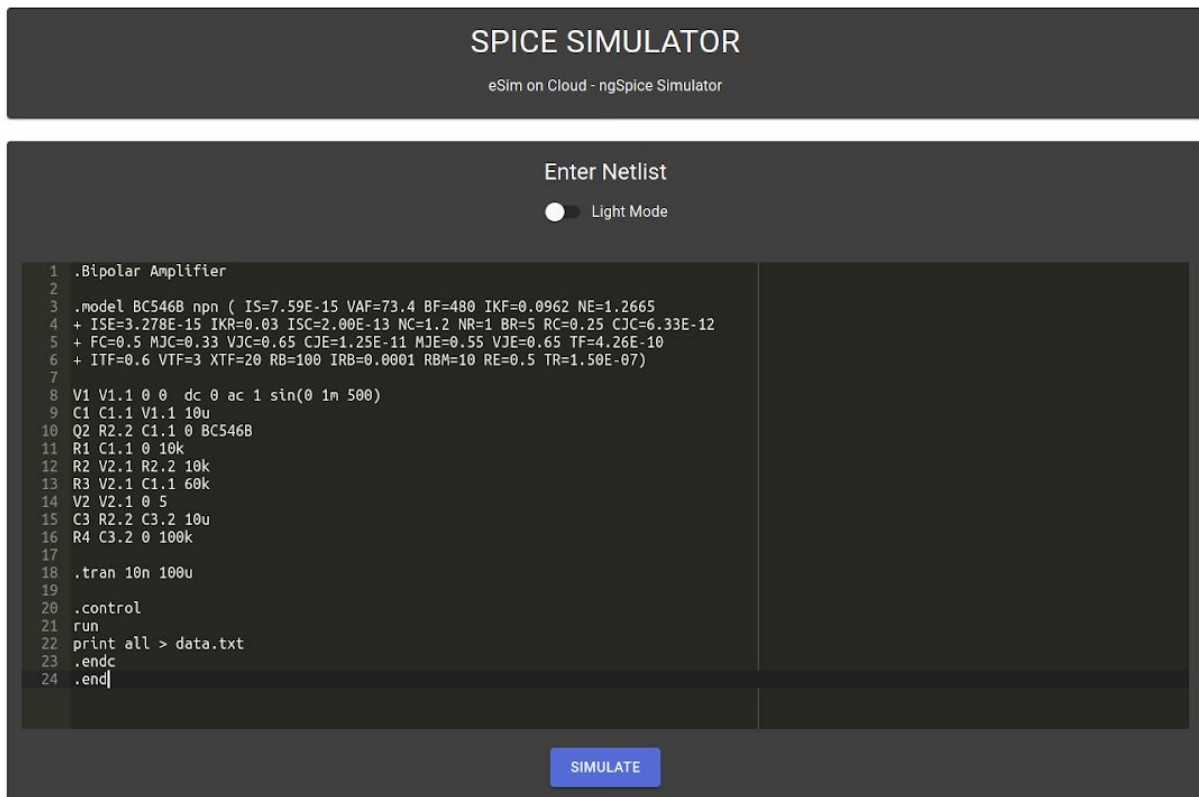 SPICE SIMULATOR
eSim on Cloud - ngSpice Simulator
Enter Netlist
Light Mode
1 .Bipolar Amplifier
2
3 .model BC546B npn ( IS=7.59E-15 VAF=73.4 BF=480 IKF=0.0962 NE=1.2665
4 + ISE=3.278E-15 IKR=0.03 ISC=2.00E-13 NC=1.2 NR=1 BR=5 RC=0.25 CJC=6.33E-12
5 + FC=0.5 MJC=0.33 VJC=0.65 CJE=1.25E-11 MJE=0.55 VJE=0.65 TF=4.26E-10
6 + ITF=0.6 VTF=3 XTF=20 RB=100 IRB=0.0001 RBM=10 RE=0.5 TR=1.50E-07)
7
8 V1 V1.1 0 0  dc 0 ac 1 sin(0 1m 500)
9 C1 C1.1 V1.1 10u
10 Q2 R2.2 C1.1 0 BC546B
11 R1 C1.1 0 10k
12 R2 V2.1 R2.2 10k
13 R3 V2.1 C1.1 60k
14 V2 V2.1 0 5
15 C3 R2.2 C3.2 10u
16 R4 C3.2 0 100k
17
18 .tran 10n 100u
19
20 .control
21 run
22 print all > data.txt
23 .endc
24 .end
SIMULATE